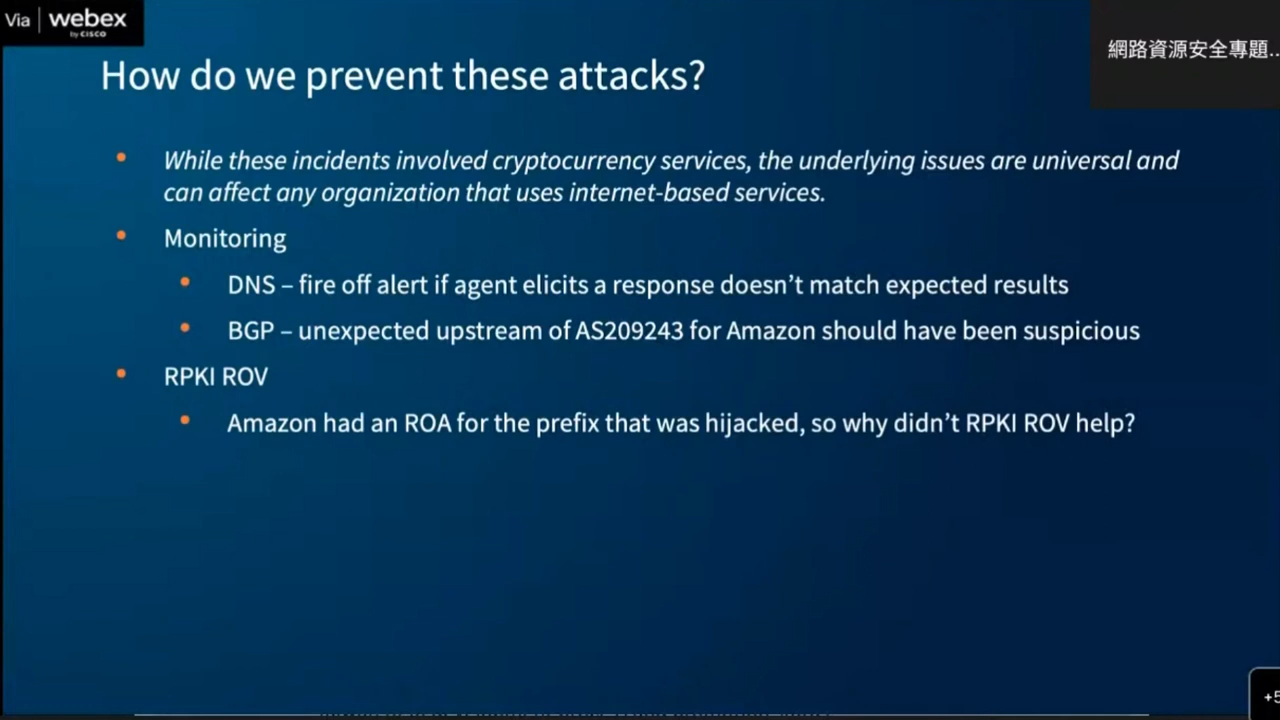 Via | webex
by CISCO
網路資源安全專題...
How do we prevent these attacks?
• While these incidents involved cryptocurrency services, the underlying issues are universal and
can affect any organization that uses internet-based services.
• Monitoring
• DNS – fire off alert if agent elicits a response doesn’t match expected results
• BGP – unexpected upstream of AS209243 for Amazon should have been suspicious
• RPKI ROV
• Amazon had an ROA for the prefix that was hijacked, so why didn’t RPKI ROV help?